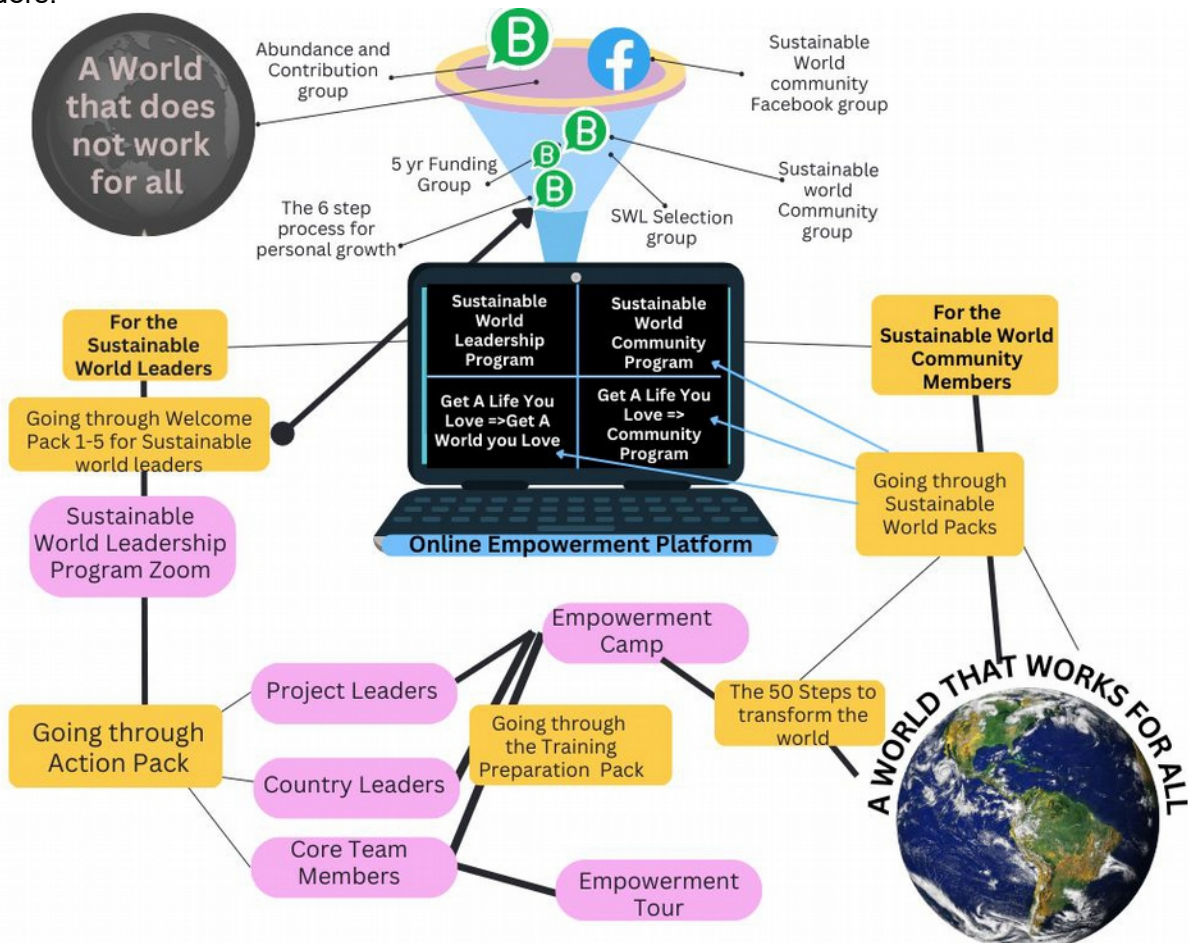 A World
that does
not work
for all
Abundance and
Contribution
group
B
f
Sustainable
World
community
Facebook group
B
B
B
5 yr Funding
Group
The 6 step
process for
personal growth
SWL Selection
group
Sustainable
world
Community
group
For the
Sustainable
World Leaders
Going through Welcome
Pack 1-5 for Sustainable
world leaders
Sustainable
World Leadership
Program Zoom
Sustainable
World
Leadership
Program
Sustainable
World
Community
Program
Get A Life You
Love =>Get A
World you Love
Get A Life You
Love =>
Community
Program
Online Empowerment Platform
For the
Sustainable World
Community
Members
Going through
Sustainable
World Packs
Going through
Action Pack
Project Leaders
Country Leaders
Core Team
Members
Empowerment
Camp
Going through
the Training
Preparation Pack
Empowerment
Tour
The 50 Steps to
transform the
world
A WORLD THAT WORKS FOR ALL